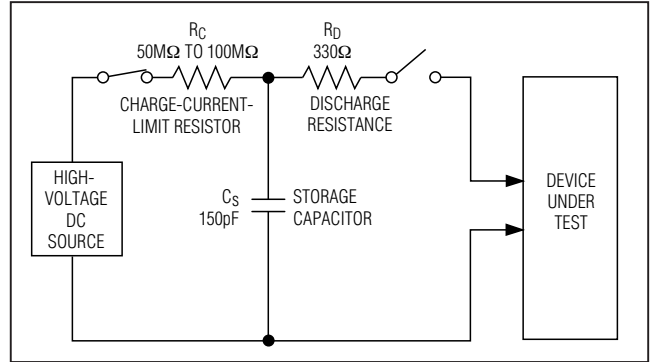 R_C
50MΩ TO 100MΩ
CHARGE-CURRENT-
LIMIT RESISTOR
R_D
330Ω
DISCHARGE
RESISTANCE
HIGH-
VOLTAGE
DC
SOURCE
C_S
150pF
STORAGE
CAPACITOR
DEVICE
UNDER
TEST